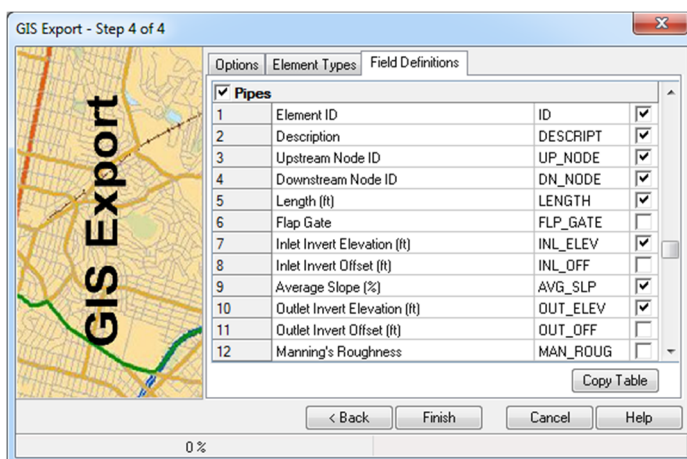 GIS Export - Step 4 of 4
GIS Export
Options Element Types Field Definitions
Pipes
1 Element ID ID
2 Description DESCRIPT
3 Upstream Node ID UP_NODE
4 Downstream Node ID DN_NODE
5 Length (ft) LENGTH
6 Flap Gate FLP_GATE
7 Inlet Invert Elevation (ft) INL_ELEV
8 Inlet Invert Offset (ft) INL_OFF
9 Average Slope (%) AVG_SLP
10 Outlet Invert Elevation (ft) OUT_ELEV
11 Outlet Invert Offset (ft) OUT_OFF
12 Manning's Roughness MAN_ROUG
Copy Table
< Back Finish Cancel Help
0 %